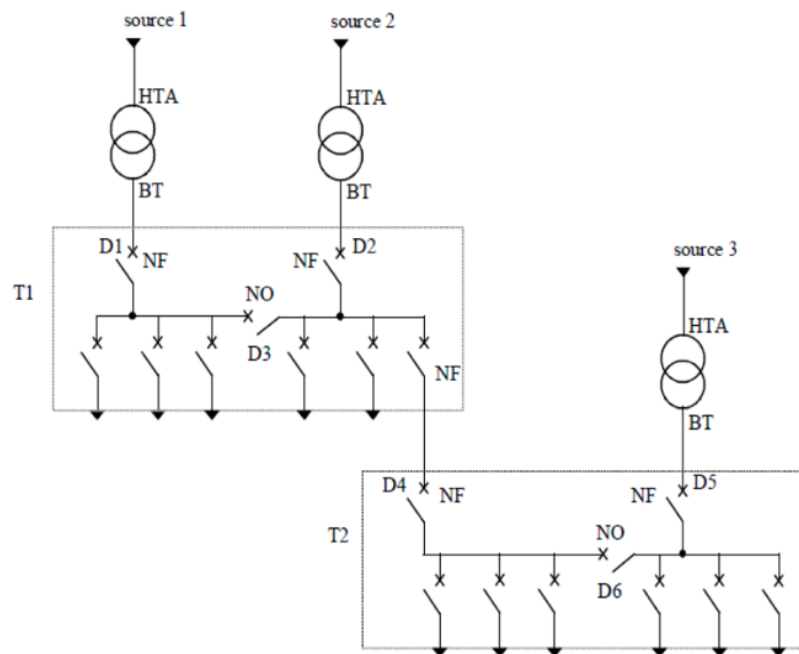 source 1
source 2
HTA
HTA
BT
BT
D1
NF
NF
D2
source 3
T1
NO
D3
NF
HTA
BT
D4
NF
NF
D5
T2
NO
D6